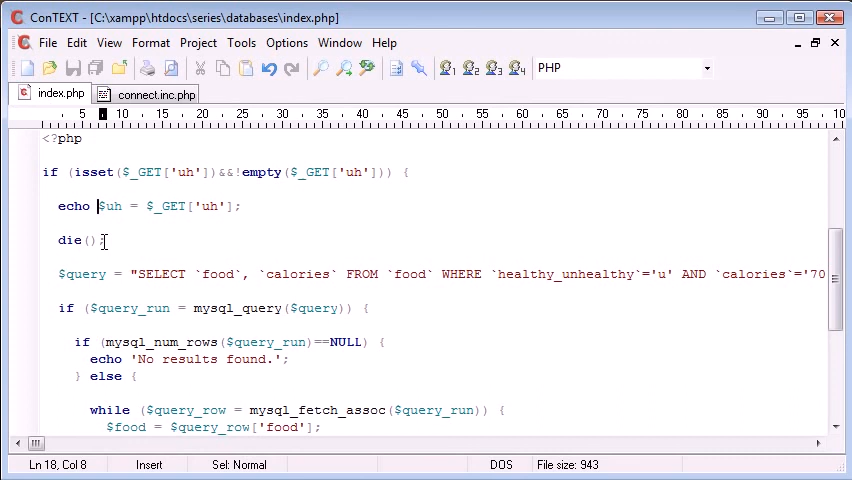 ConTEXT - [C:\xampp\htdocs\series\databases\index.php]
File Edit View Format Project Tools Options Window Help
1 2 3 4 PHP
index.php connect.inc.php
5 10 15 20 25 30 35 40 45 50 55 60 65 70 75 80 85 90 95 100
<?php
if (isset($_GET['uh'])&&!empty($_GET['uh'])) {
echo $uh = $_GET['uh'];
die();
$query = "SELECT `food`, `calories` FROM `food` WHERE `healthy_unhealthy`='u' AND `calories`='70
if ($query_run = mysql_query($query)) {
if (mysql_num_rows($query_run)==NULL) {
echo 'No results found.';
} else {
while ($query_row = mysql_fetch_assoc($query_run)) {
$food = $query_row['food'];
Ln 18, Col 8 Insert Sel: Normal DOS File size: 943